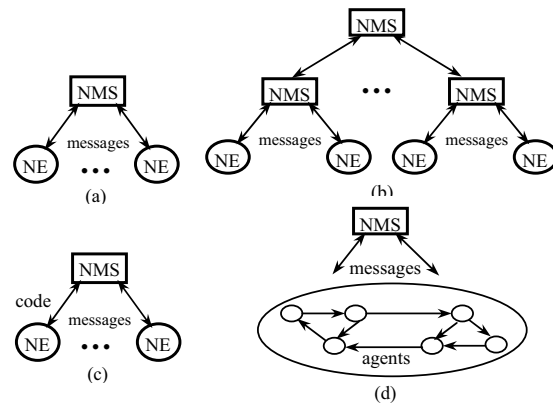 NMS
NMS
messages
NE ••• NE
(a)
NMS ••• NMS
messages
messages
NE NE NE NE
(b)
NMS
code
messages
NE ••• NE
(c)
NMS
messages
agents
(d)